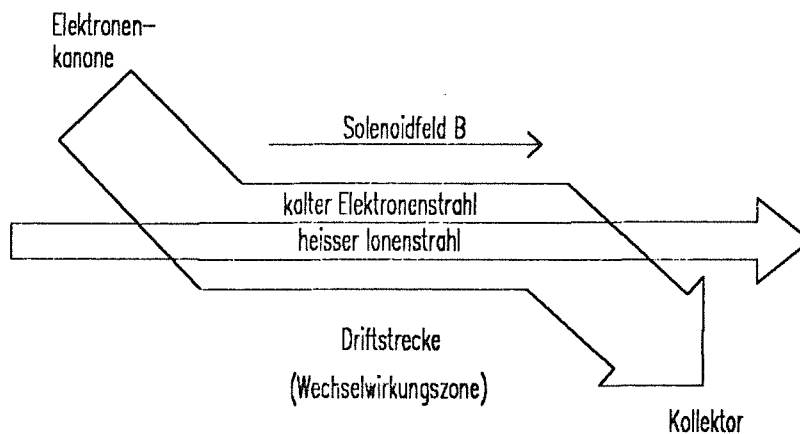 Elektronen-
kanone
Solenoidfeld B
kalter Elektronenstrahl
heisser Ionenstrahl
Driftstrecke
(Wechselwirkungszone)
Kollektor